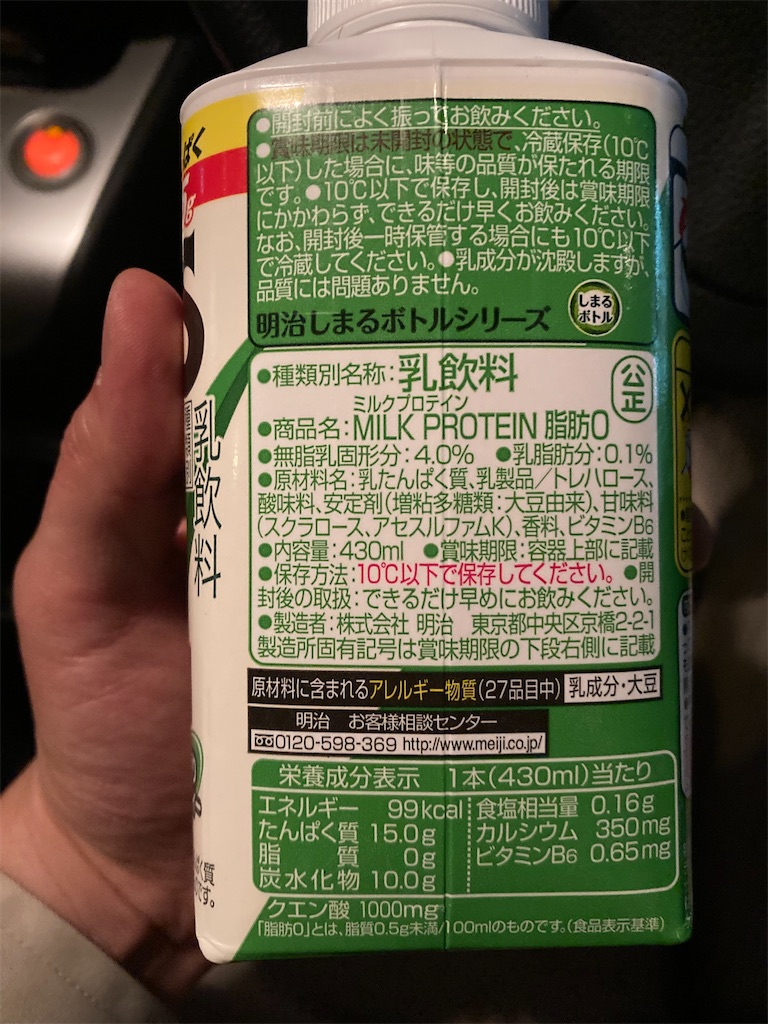 ●開封前によく振ってお飲みください。
●賞味期限は未開封の状態で、冷蔵保存(10℃
以下)した場合に、味等の品質が保たれる期限
です。●10℃以下で保存し、開封後は賞味期限
にかかわらず、できるだけ早くお飲みください。
なお、開封後一時保管する場合にも10℃以下
で冷蔵してください。●乳成分が沈殿しますが、
品質には問題ありません。
明治しまるボトルシリーズ
しまる
ボトル
●種類別名称:乳飲料
公正
ミルクプロテイン
●商品名:MILK PROTEIN 脂肪0
●無脂乳固形分:4.0% ●乳脂肪分:0.1%
●原材料名:乳たんぱく質、乳製品/トレハロース、
酸味料、安定剤(増粘多糖類:大豆由来)、甘味料
(スクラロース、アセスルファムK)、香料、ビタミンB6
●内容量:430ml ●賞味期限:容器上部に記載
●保存方法:10℃以下で保存してください。●開
封後の取扱:できるだけ早めにお飲みください。
●製造者:株式会社 明治 東京都中央区京橋2-2-1
製造所固有記号は賞味期限の下段右側に記載
原材料に含まれるアレルギー物質(27品目中) 乳成分・大豆
明治 お客様相談センター
0120-598-369 http://www.meiji.co.jp/
栄養成分表示 1本(430ml)当たり
エネルギー 99kcal
たんぱく質 15.0g
脂質 0g
炭水化物 10.0g
食塩相当量 0.16g
カルシウム 350mg
ビタミンB6 0.65mg
クエン酸 1000mg
「脂肪0」とは、脂質0.5g未満/100mlのものです。(食品表示基準)
ぱく
g
種類別
乳飲料
く質
です。